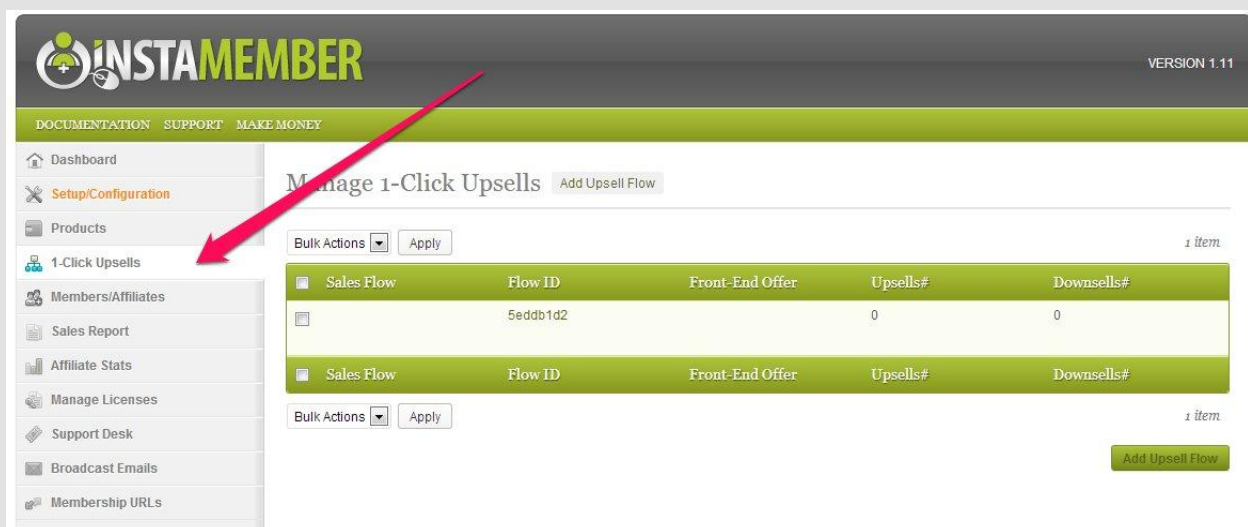 INSTAMEMBER
VERSION 1.11
DOCUMENTATION SUPPORT MAKE MONEY
Dashboard
Setup/Configuration
Products
1-Click Upsells
Members/Affiliates
Sales Report
Affiliate Stats
Manage Licenses
Support Desk
Broadcast Emails
Membership URLs
Manage 1-Click Upsells Add Upsell Flow
Bulk Actions Apply 1 item
Sales Flow Flow ID Front-End Offer Upsells# Downsells#
5eddb1d2 0 0
Sales Flow Flow ID Front-End Offer Upsells# Downsells#
Bulk Actions Apply 1 item
Add Upsell Flow